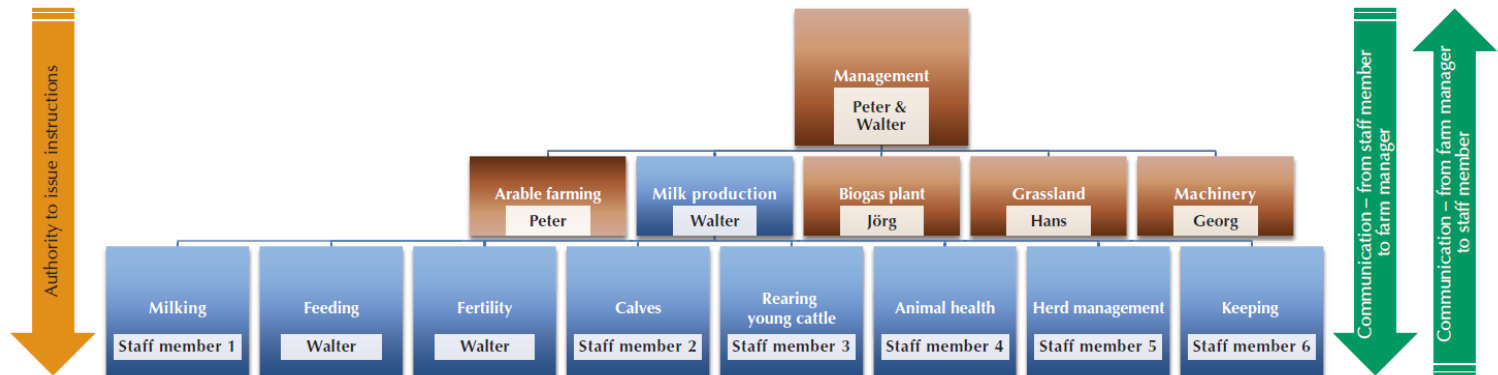 Authority to issue instructions
Management
Peter &
Walter
Communication – from staff member
to farm manager
Communication – from farm manager
to staff member
Arable farming
Peter
Milk production
Walter
Biogas plant
Jörg
Grassland
Hans
Machinery
Georg
Milking
Staff member 1
Feeding
Walter
Fertility
Walter
Calves
Staff member 2
Rearing
young cattle
Staff member 3
Animal health
Staff member 4
Herd management
Staff member 5
Keeping
Staff member 6